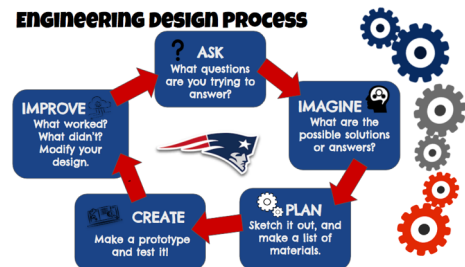 Engineering Design Process
ASK
What questions
are you trying to
answer?
IMAGINE
What are the
possible solutions
or answers?
PLAN
Sketch it out, and
make a list of
materials.
CREATE
Make a prototype
and test it!
IMPROVE
What worked?
What didn't?
Modify your
design.